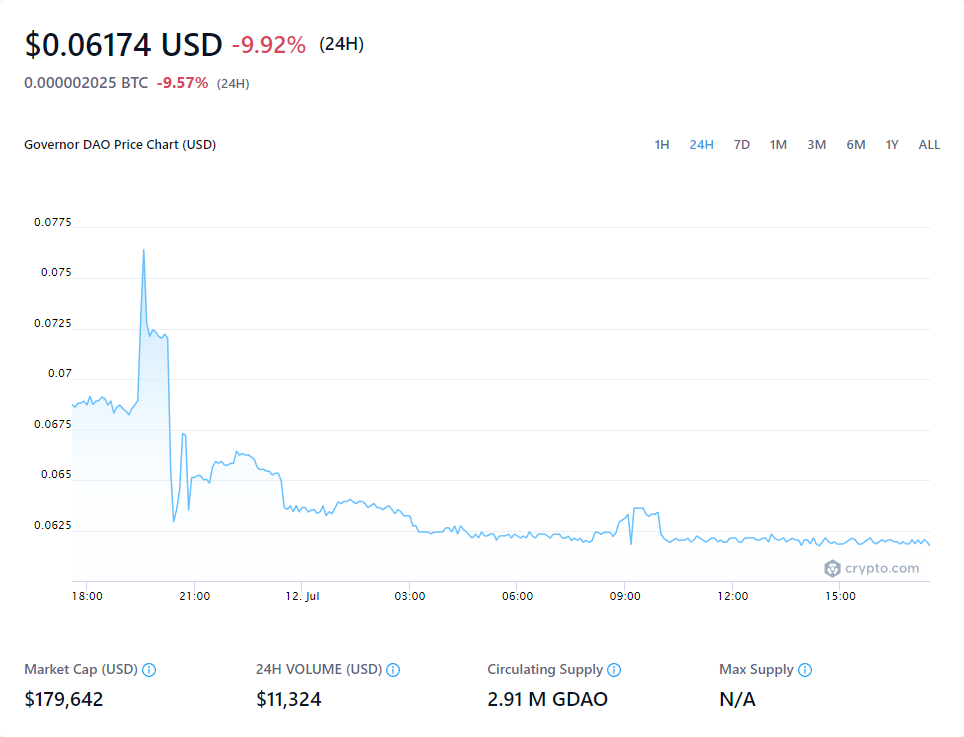 $0.06174 USD -9.92% (24H)
0.000002025 BTC -9.57% (24H)
Governor DAO Price Chart (USD) 1H 24H 7D 1M 3M 6M 1Y ALL
0.0775
0.075
0.0725
0.07
0.0675
0.065
0.0625
crypto.com
18:00 21:00 12. Jul 03:00 06:00 09:00 12:00 15:00
Market Cap (USD) 24H VOLUME (USD) Circulating Supply Max Supply
$179,642 $11,324 2.91 M GDAO N/A